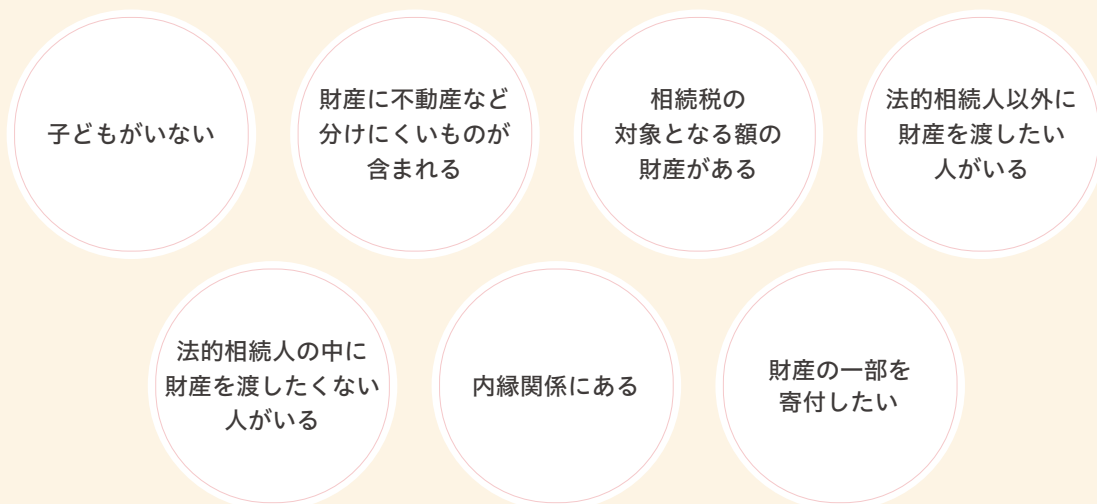 子どもがいない
財産に不動産など
分けにくいものが
含まれる
相続税の
対象となる額の
財産がある
法的相続人以外に
財産を渡したい
人がいる
法的相続人の中に
財産を渡したくない
人がいる
内縁関係にある
財産の一部を
寄付したい